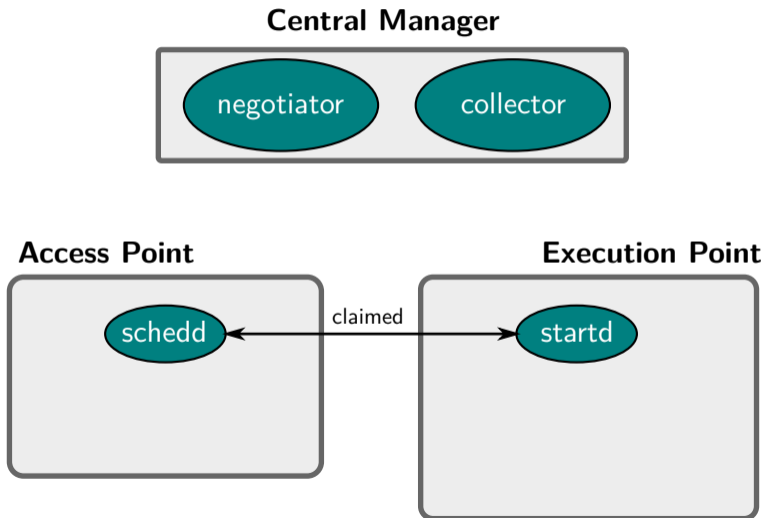 Central Manager
negotiator
collector
Access Point
Execution Point
schedd
claimed
startd